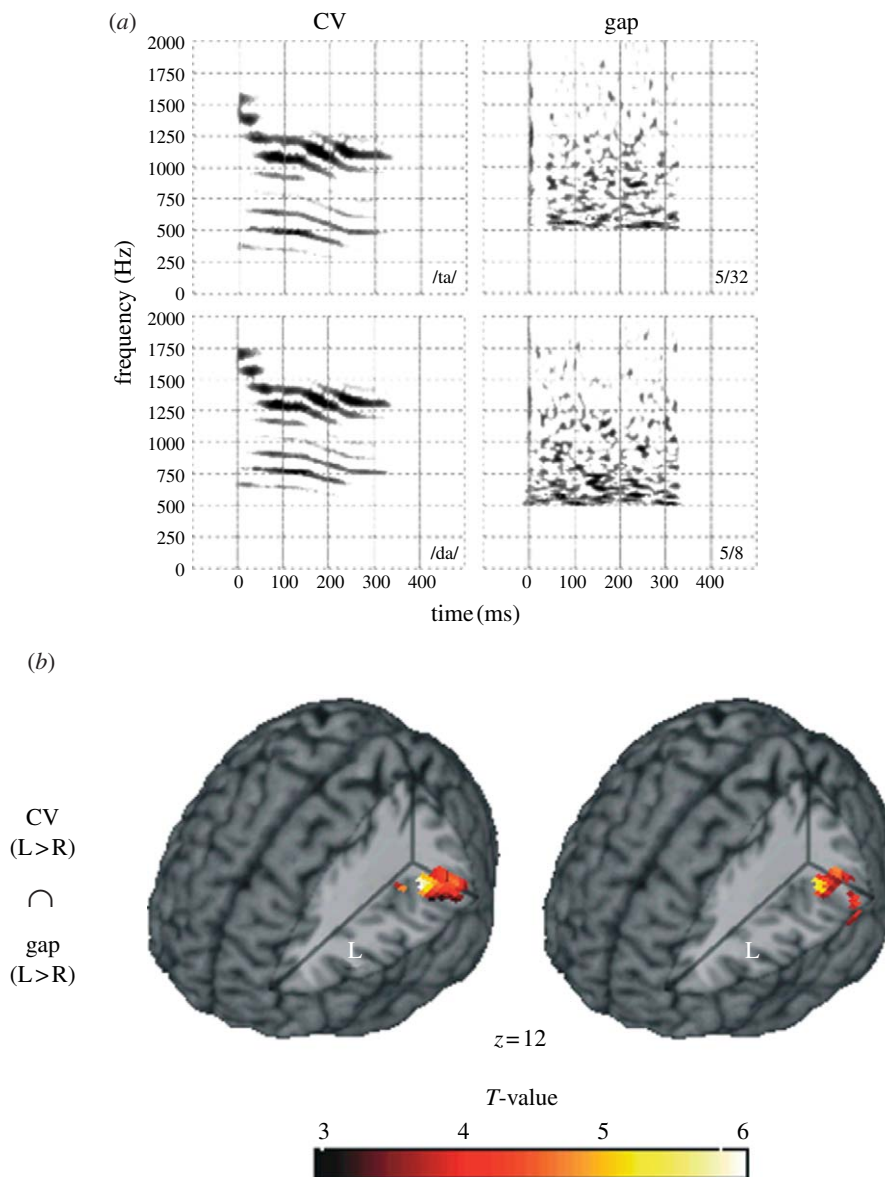 (a)
CV
gap
frequency (Hz)
2000
1750
1500
1250
1000
750
500
250
0
/ta/
5/32
2000
1750
1500
1250
1000
750
500
250
0
/da/
5/8
0 100 200 300 400
0 100 200 300 400
time (ms)
(b)
CV
(L>R)
∩
gap
(L>R)
L
L
z=12
T-value
3 4 5 6